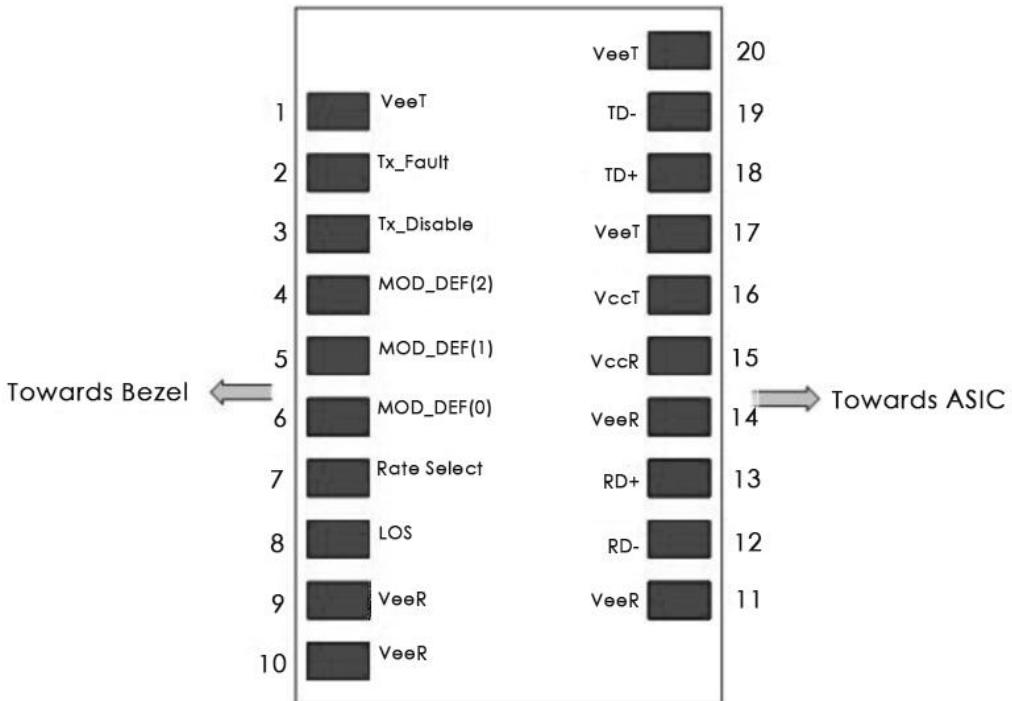 VeeT 20
1 VeeT
TD- 19
2 Tx_Fault
TD+ 18
3 Tx_Disable
VeeT 17
4 MOD_DEF(2)
VccT 16
5 MOD_DEF(1)
VccR 15
Towards Bezel
6 MOD_DEF(0)
VeeR 14
Towards ASIC
7 Rate Select
RD+ 13
8 LOS
RD- 12
9 VeeR
VeeR 11
10 VeeR